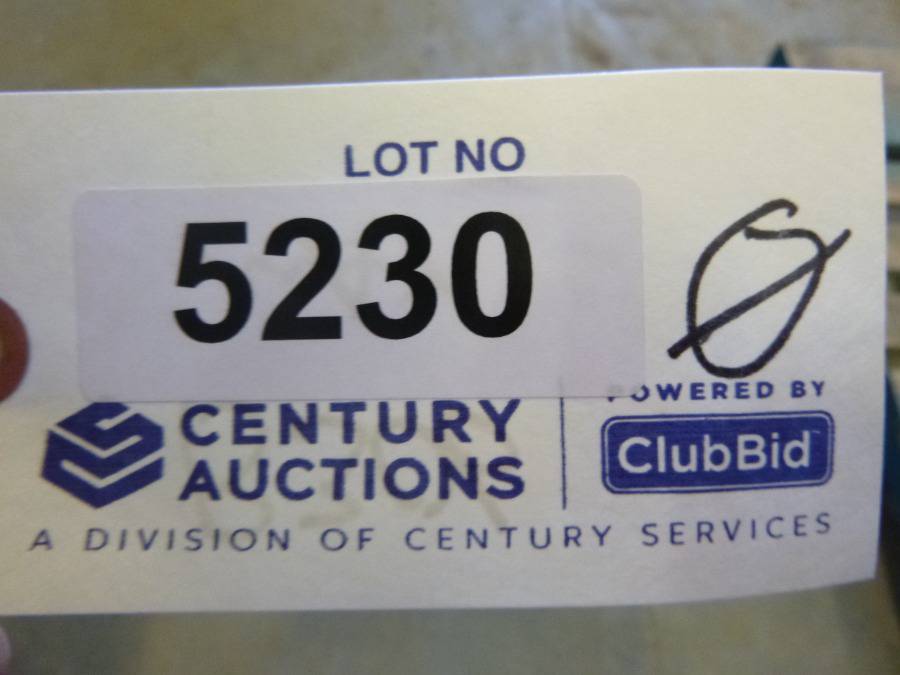 LOT NO
5230
Ø
CENTURY
AUCTIONS
POWERED BY
ClubBid
A DIVISION OF CENTURY SERVICES